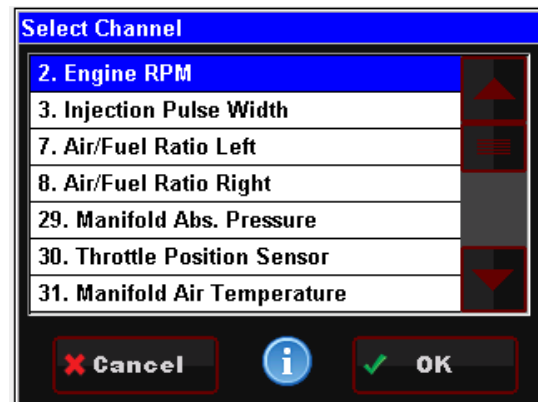 Select Channel
2. Engine RPM
3. Injection Pulse Width
7. Air/Fuel Ratio Left
8. Air/Fuel Ratio Right
29. Manifold Abs. Pressure
30. Throttle Position Sensor
31. Manifold Air Temperature
Cancel
i
OK